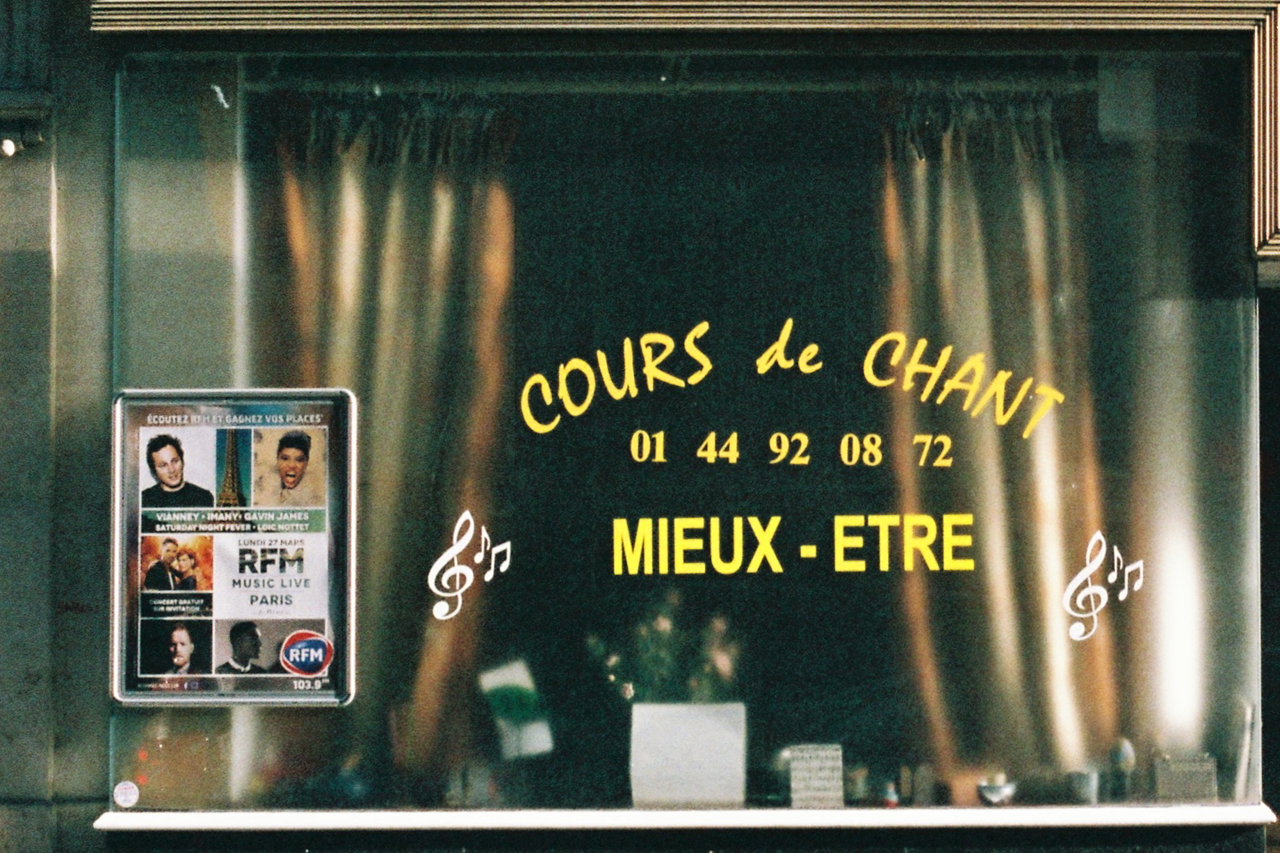 COURS de CHANT
01 44 92 08 72
MIEUX - ETRE
ÉCOUTEZ RFM ET GAGNEZ VOS PLACES*
VIANNEY • IMANY • GAVIN JAMES
SATURDAY NIGHT FEVER • LOIC NOTTET
LUNDI 27 MARS
RFM
MUSIC LIVE
PARIS
CONCERT GRATUIT
SUR INVITATION
RFM
103.9